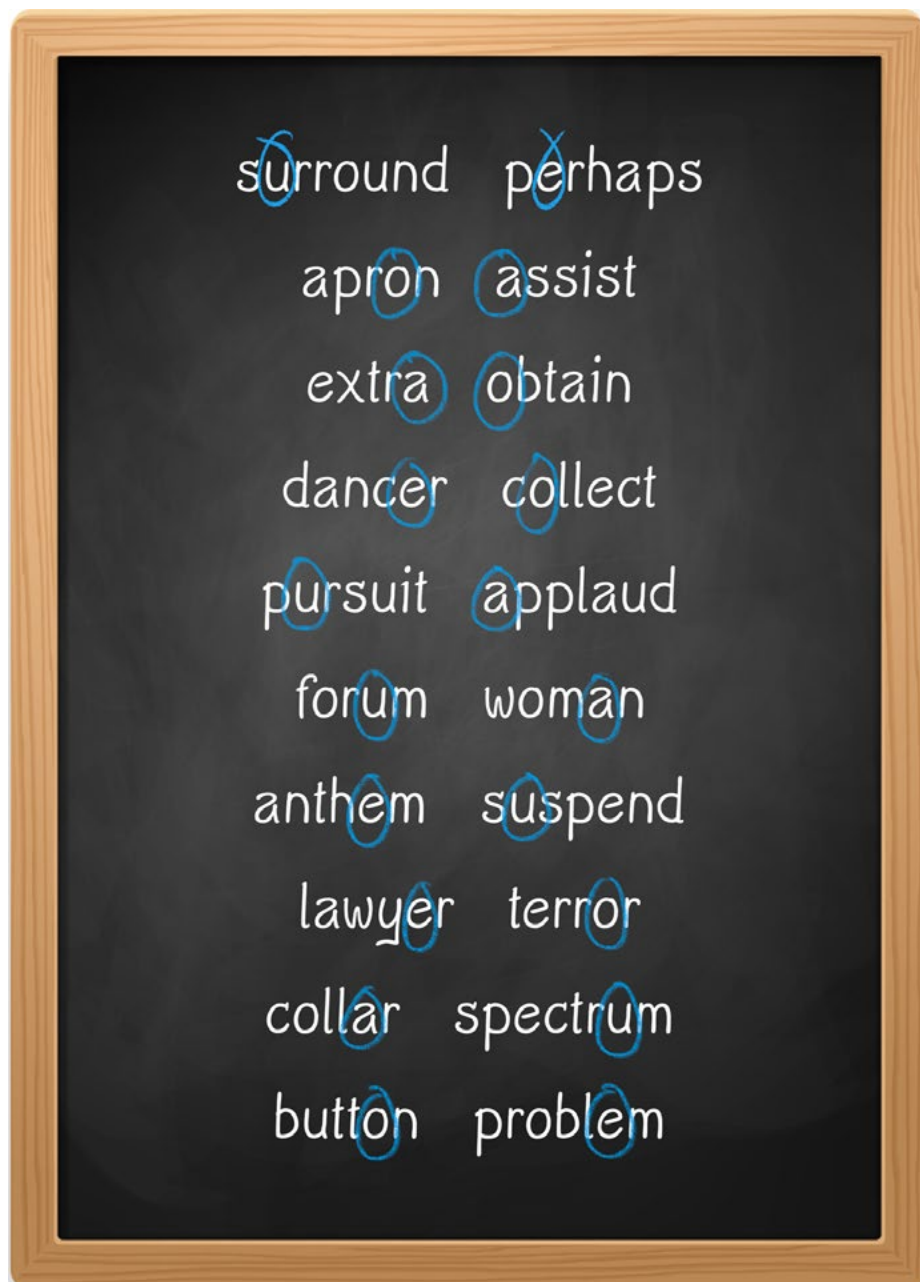 surround perhaps
apron assist
extra obtain
dancer collect
pursuit applaud
forum woman
anthem suspend
lawyer terror
collar spectrum
button problem